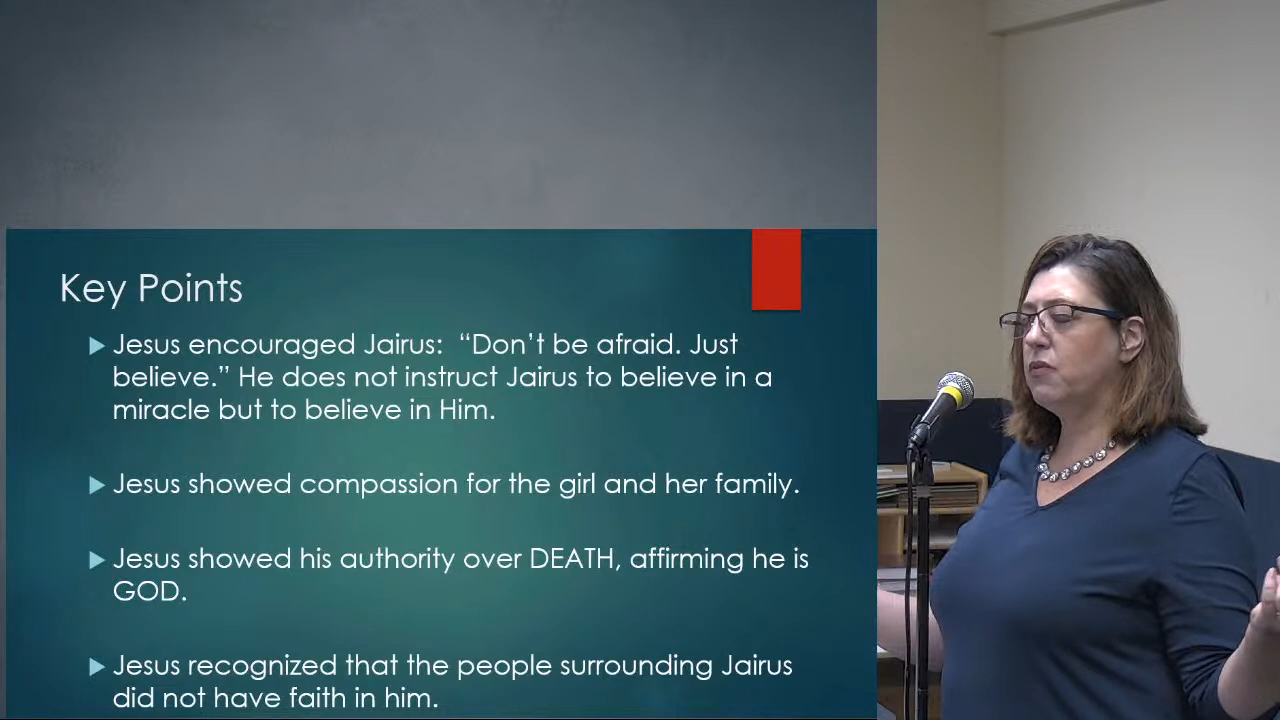 Key Points
Jesus encouraged Jairus:  “Don’t be afraid. Just
believe.” He does not instruct Jairus to believe in a
miracle but to believe in Him.
Jesus showed compassion for the girl and her family.
Jesus showed his authority over DEATH, affirming he is
GOD.
Jesus recognized that the people surrounding Jairus
did not have faith in him.